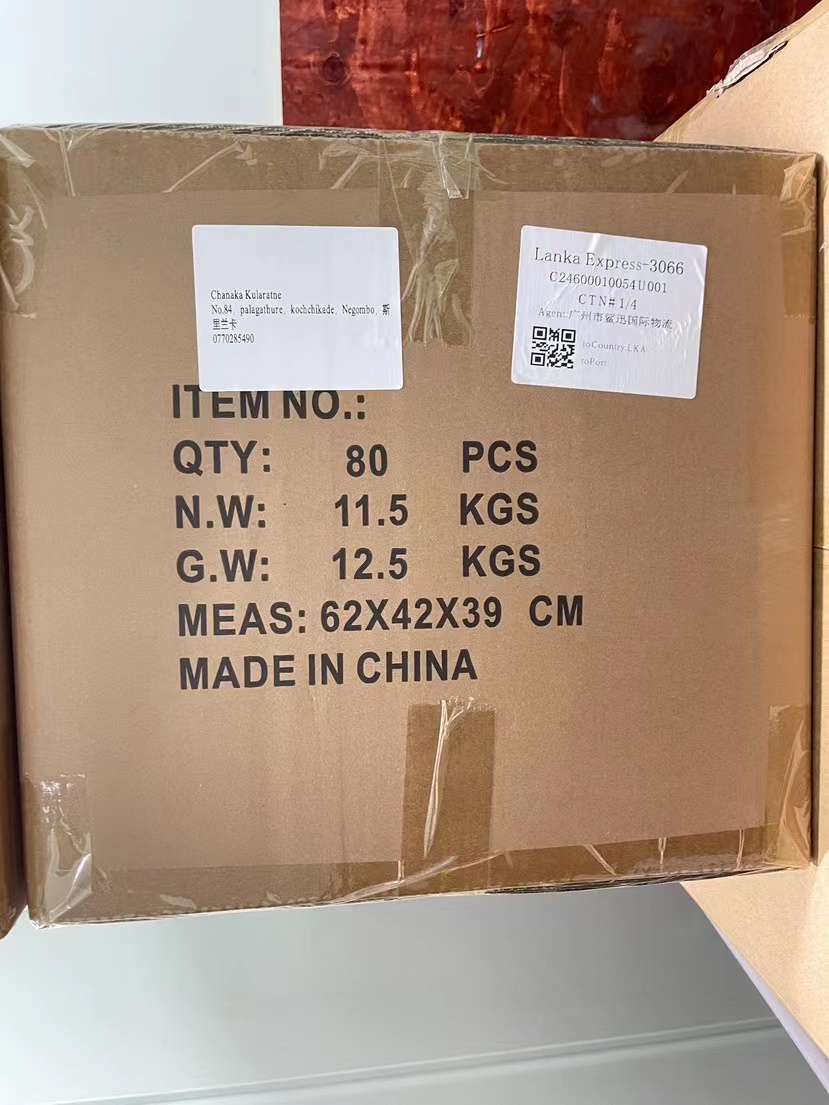 Chanaka Kularatne
No.84, palagathure, kochchikade, Negombo, 斯
里兰卡
0770285490
Lanka Express-3066
C24600010054U001
CTN#1/4
Agent:广州市鲨迅国际物流
toCountry.LKA
toPort
ITEM NO.:
QTY: 80 PCS
N.W: 11.5 KGS
G.W: 12.5 KGS
MEAS: 62X42X39 CM
MADE IN CHINA